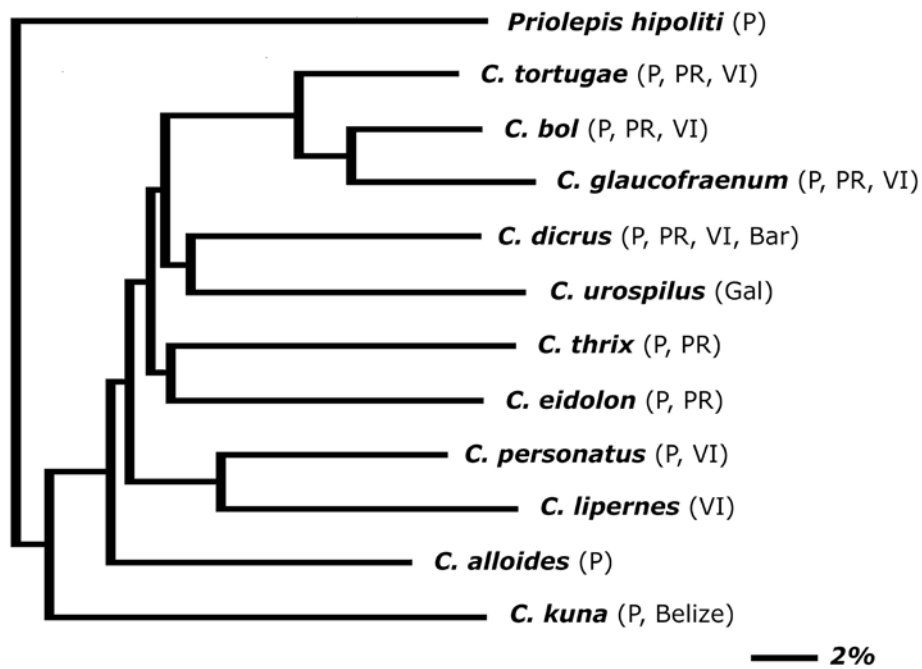 Priolepis hipoliti (P)
C. tortugae (P, PR, VI)
C. bol (P, PR, VI)
C. glaucofraenum (P, PR, VI)
C. dicrus (P, PR, VI, Bar)
C. urospilus (Gal)
C. thrix (P, PR)
C. eidolon (P, PR)
C. personatus (P, VI)
C. lipernes (VI)
C. alloides (P)
C. kuna (P, Belize)
2%